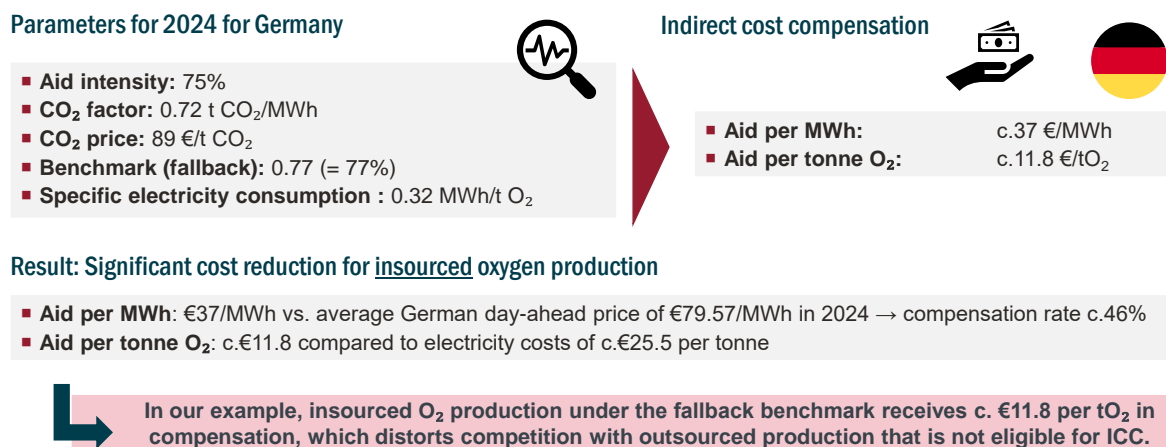 Parameters for 2024 for Germany
Indirect cost compensation
▪ Aid intensity: 75%
▪ CO₂ factor: 0.72 t CO₂/MWh
▪ CO₂ price: 89 €/t CO₂
▪ Benchmark (fallback): 0.77 (= 77%)
▪ Specific electricity consumption : 0.32 MWh/t O₂
▪ Aid per MWh: c.37 €/MWh
▪ Aid per tonne O₂: c.11.8 €/tO₂
Result: Significant cost reduction for insourced oxygen production
▪ Aid per MWh: €37/MWh vs. average German day-ahead price of €79.57/MWh in 2024 → compensation rate c.46%
▪ Aid per tonne O₂: c.€11.8 compared to electricity costs of c.€25.5 per tonne
In our example, insourced O₂ production under the fallback benchmark receives c. €11.8 per tO₂ in
compensation, which distorts competition with outsourced production that is not eligible for ICC.